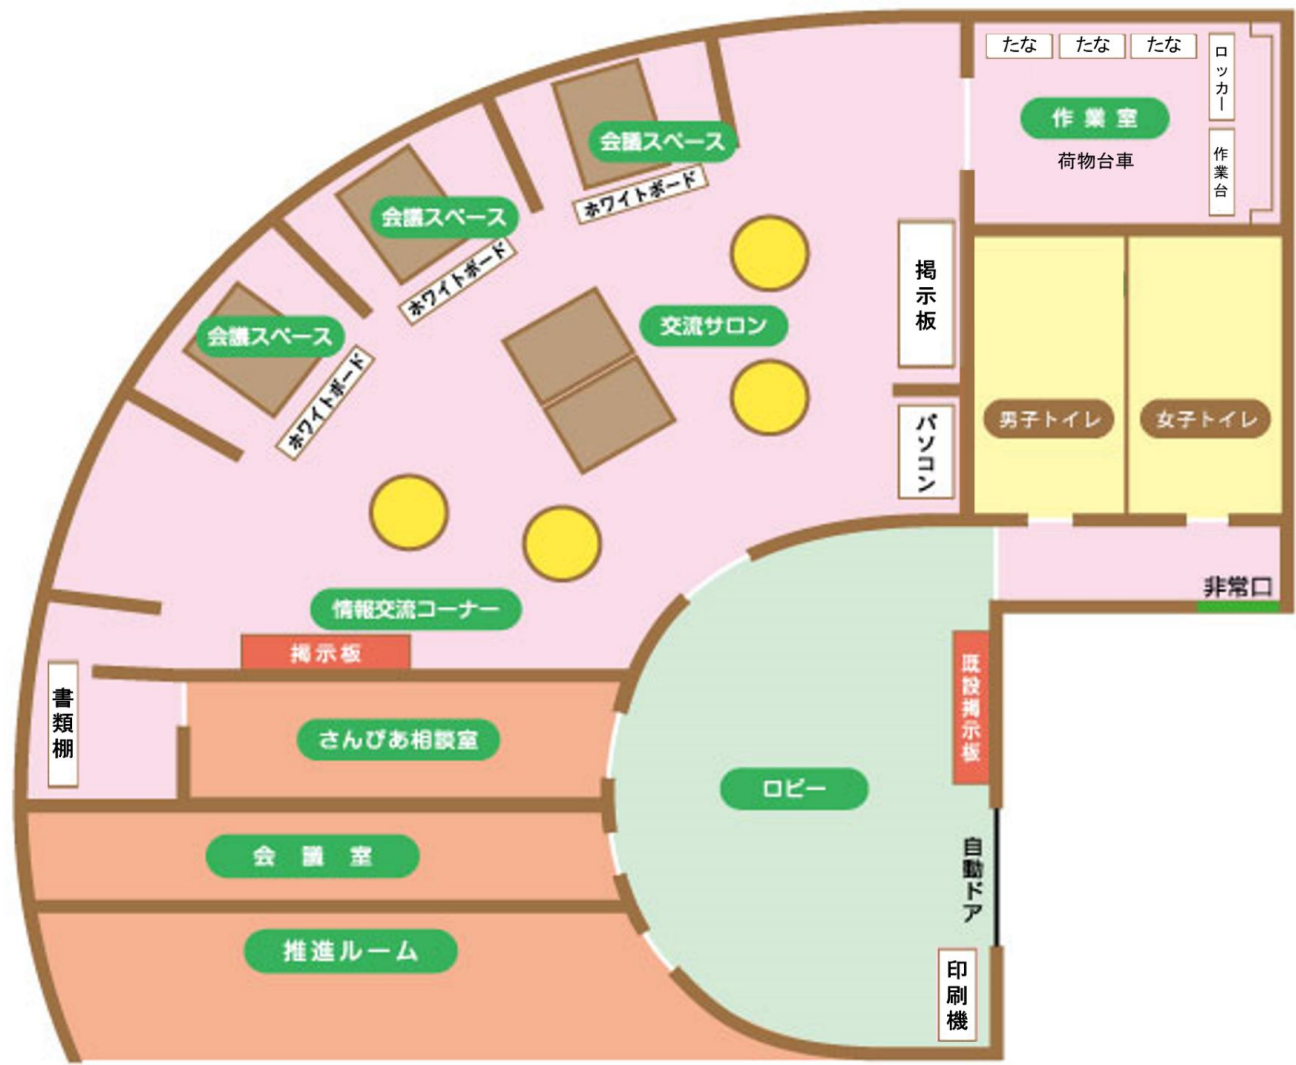 たな
たな
たな
ロッカー
作業室
荷物台車
作業台
会議スペース
ホワイトボード
会議スペース
ホワイトボード
会議スペース
ホワイトボード
交流サロン
掲示板
パソコン
男子トイレ
女子トイレ
非常口
情報交流コーナー
掲示板
書類棚
さんぴあ相談室
既設掲示板
ロビー
自動ドア
会議室
推進ルーム
印刷機